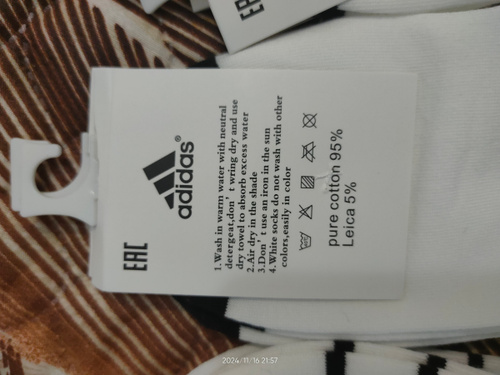 adidas®
EAC
1.Wash in warm water with neutral
detergeat,don't wring dry and use
dry towel to absorb excess water
2.Air dry in the shade
3.Don't use an iron in the sun
4.White socks do not wash with other
colors,easily in color
pure cotton 95%
Leica 5%
EAC
2024/11/16 21:57